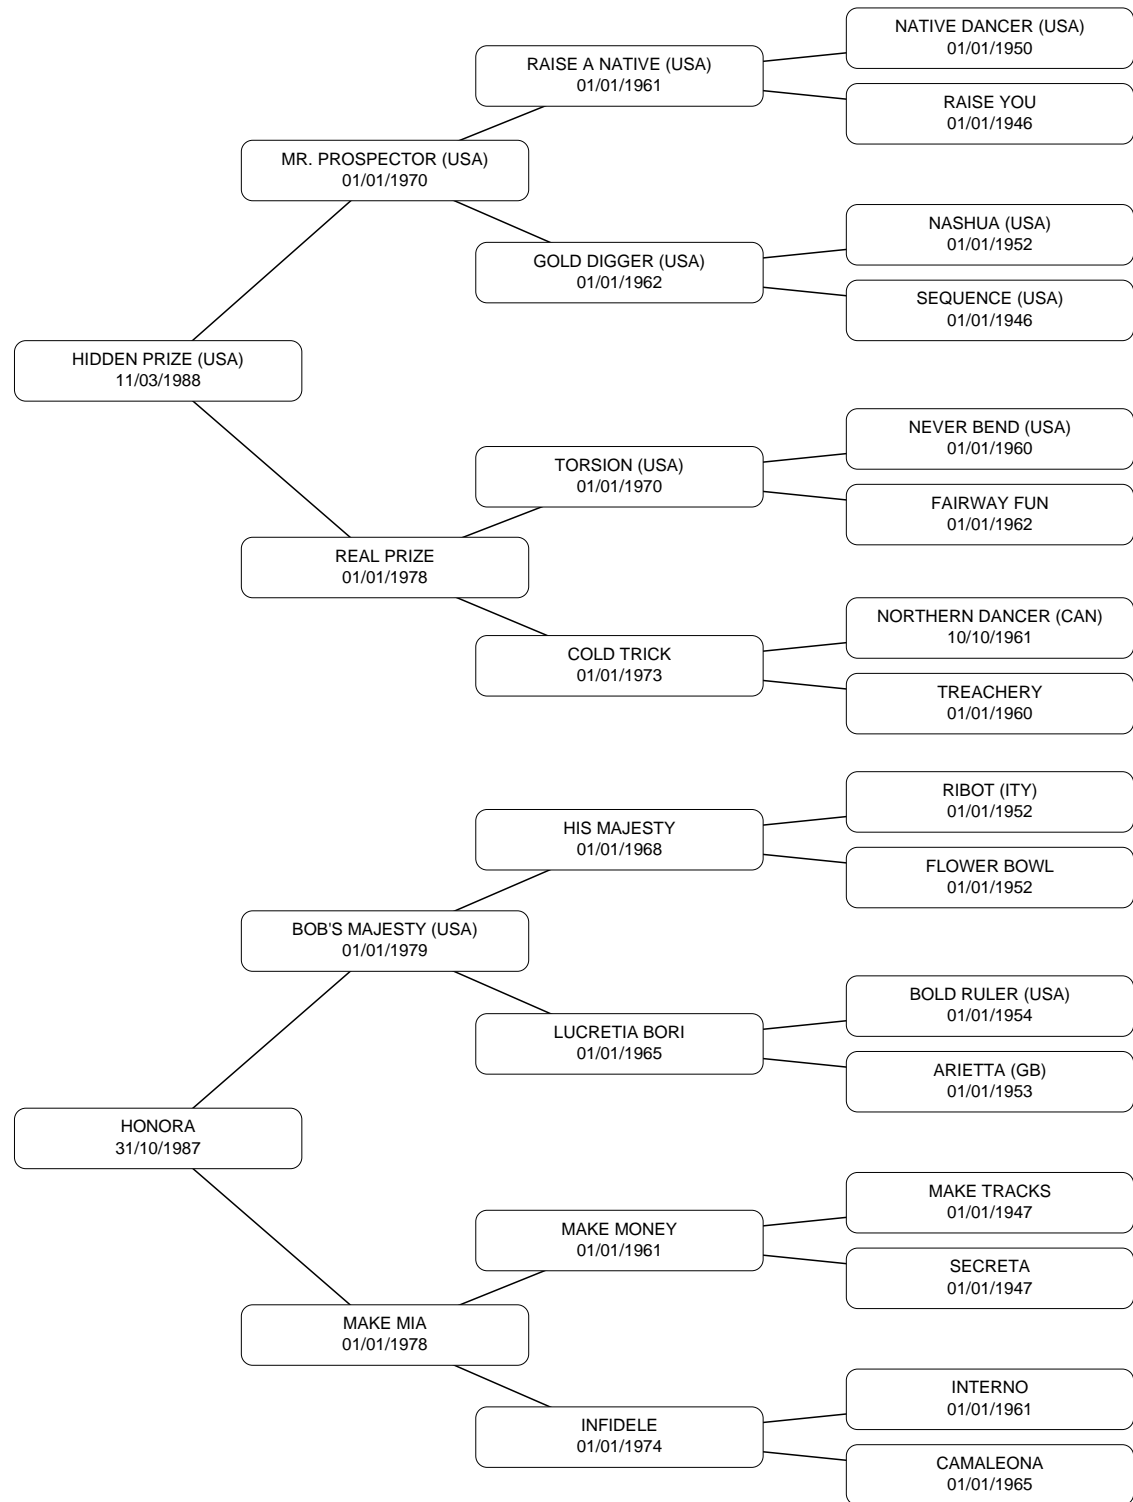 NATIVE DANCER (USA)
01/01/1950
RAISE A NATIVE (USA)
01/01/1961
RAISE YOU
01/01/1946
MR. PROSPECTOR (USA)
01/01/1970
NASHUA (USA)
01/01/1952
GOLD DIGGER (USA)
01/01/1962
SEQUENCE (USA)
01/01/1946
HIDDEN PRIZE (USA)
11/03/1988
NEVER BEND (USA)
01/01/1960
TORSION (USA)
01/01/1970
FAIRWAY FUN
01/01/1962
REAL PRIZE
01/01/1978
NORTHERN DANCER (CAN)
10/10/1961
COLD TRICK
01/01/1973
TREACHERY
01/01/1960
RIBOT (ITY)
01/01/1952
HIS MAJESTY
01/01/1968
FLOWER BOWL
01/01/1952
BOB'S MAJESTY (USA)
01/01/1979
BOLD RULER (USA)
01/01/1954
LUCRETIA BORI
01/01/1965
ARIETTA (GB)
01/01/1953
HONORA
31/10/1987
MAKE TRACKS
01/01/1947
MAKE MONEY
01/01/1961
SECRETA
01/01/1947
MAKE MIA
01/01/1978
INTERNO
01/01/1961
INFIDELE
01/01/1974
CAMALEONA
01/01/1965